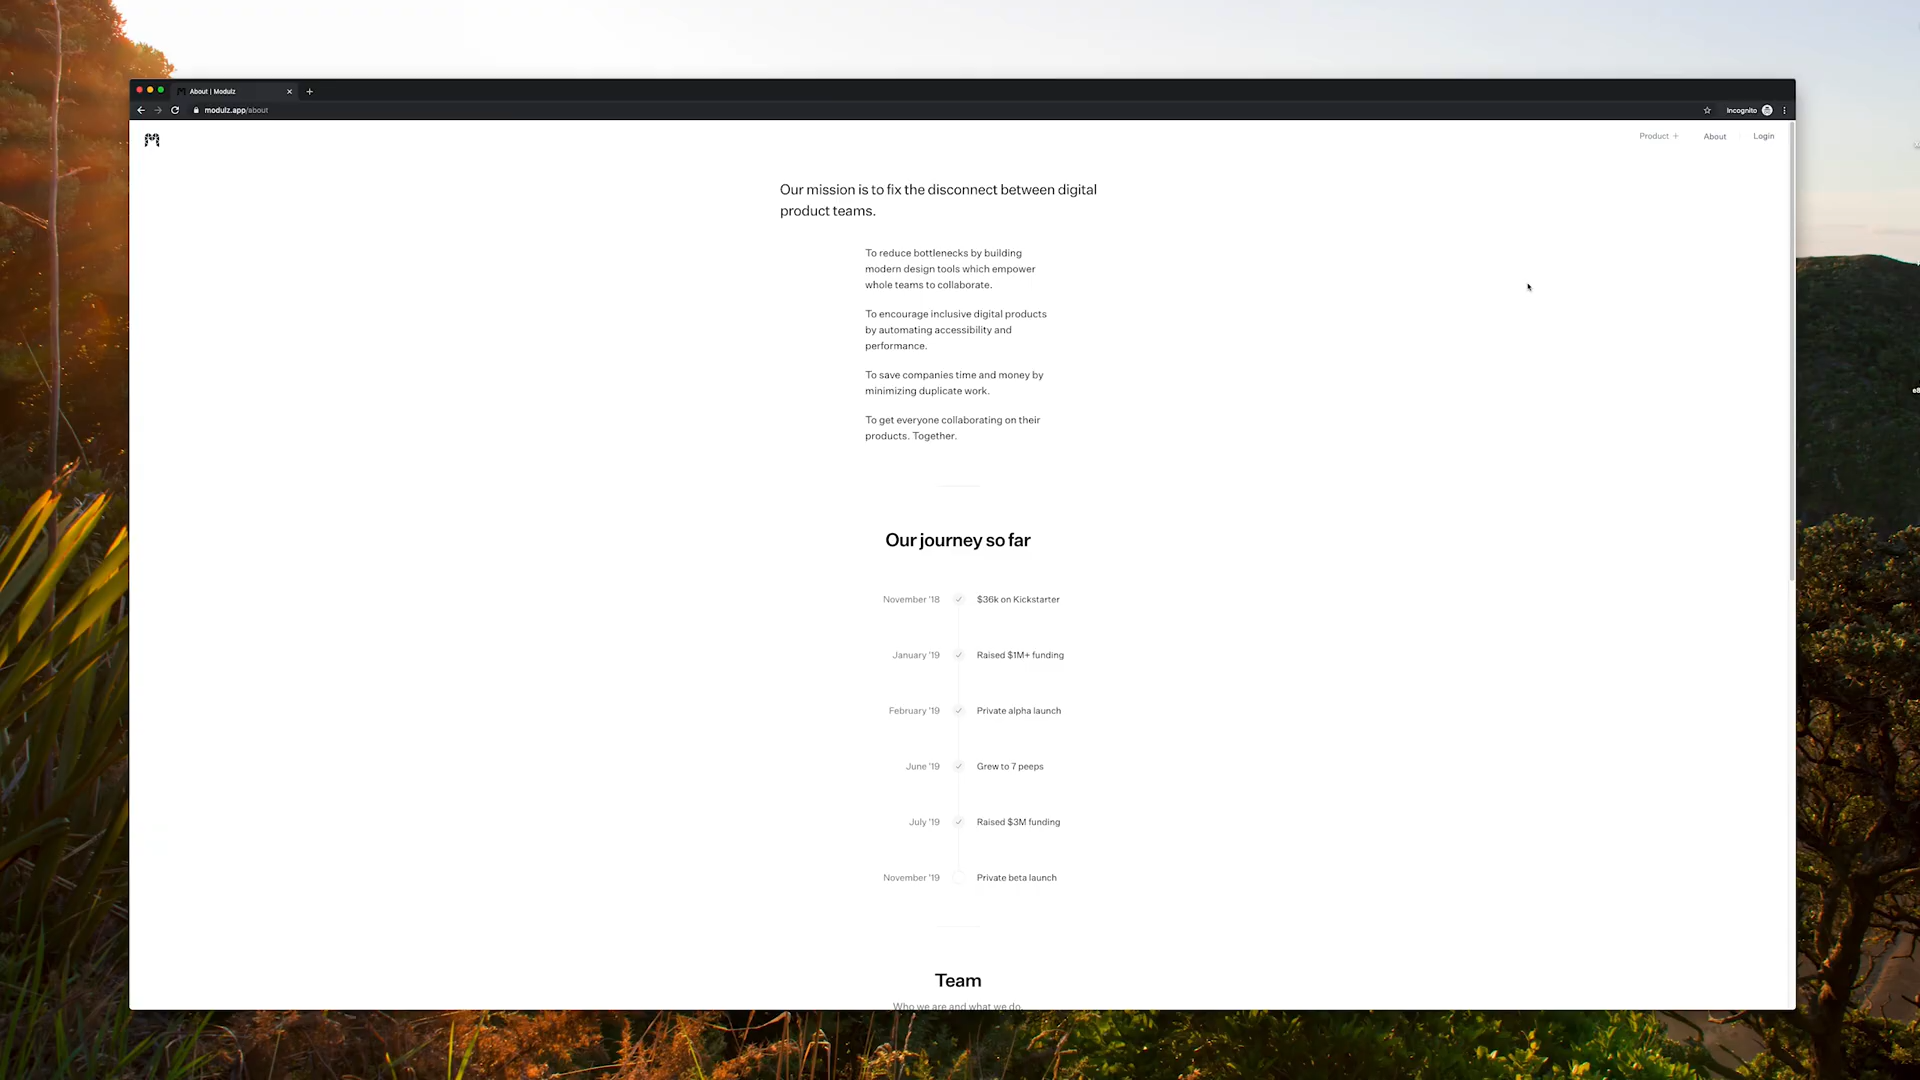 About | Modulz
modulz.app/about
Incognito
Product +
About
Login
Our mission is to fix the disconnect between digital
product teams.
To reduce bottlenecks by building
modern design tools which empower
whole teams to collaborate.
To encourage inclusive digital products
by automating accessibility and
performance.
To save companies time and money by
minimizing duplicate work.
To get everyone collaborating on their
products. Together.
Our journey so far
November '18 $36k on Kickstarter
January '19 Raised $1M+ funding
February '19 Private alpha launch
June '19 Grew to 7 peeps
July '19 Raised $3M funding
November '19 Private beta launch
Team
Who we are and what we do.